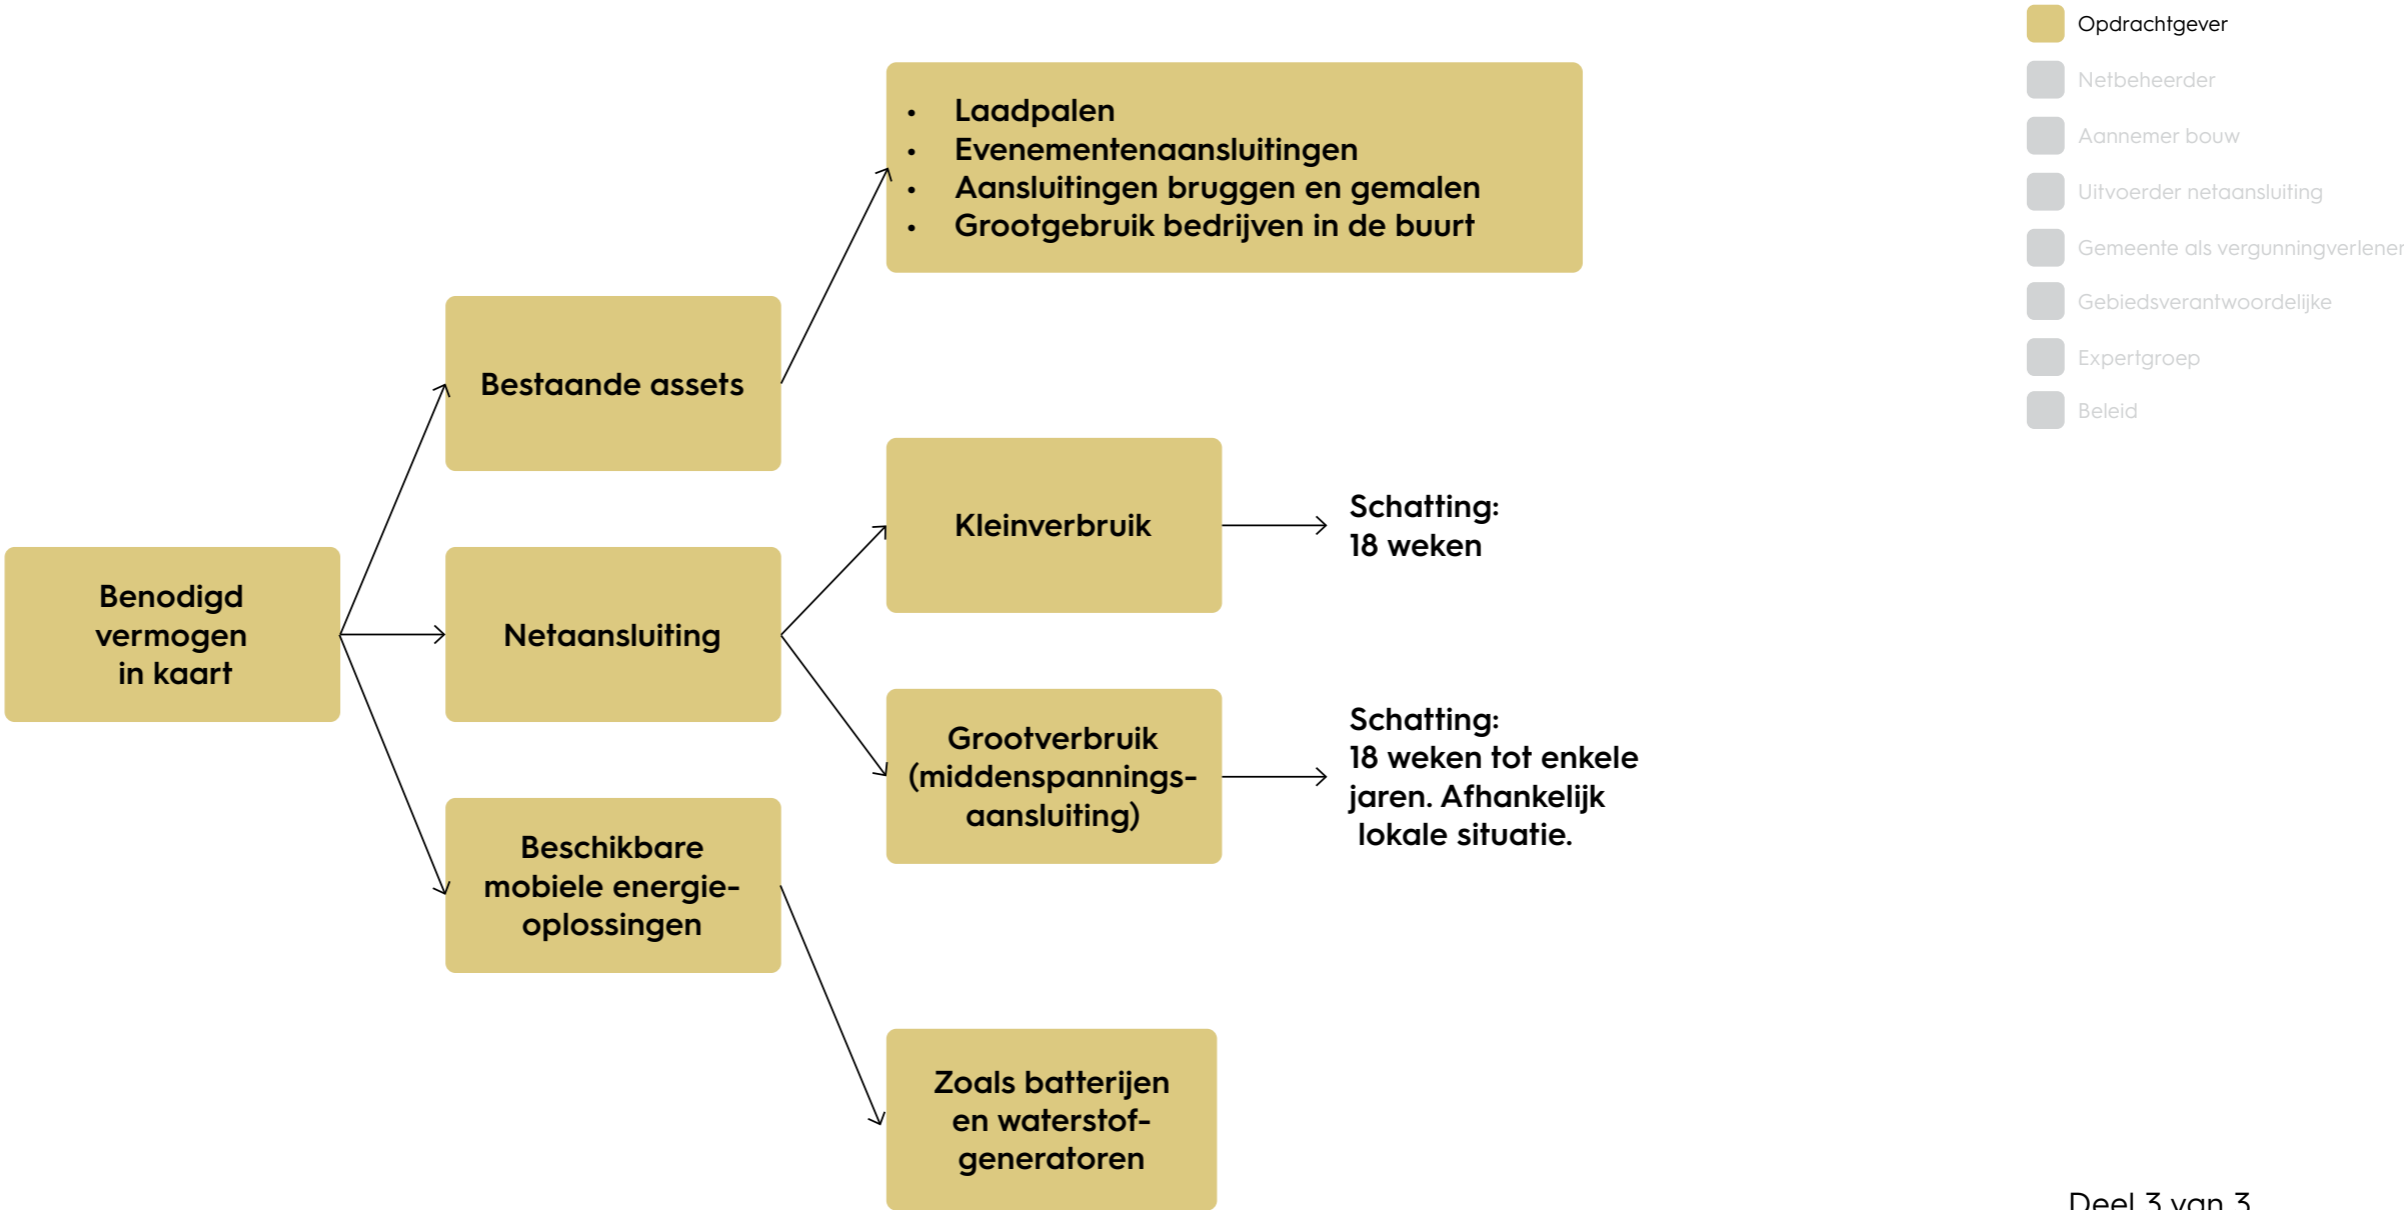 Opdrachtgever
Netbeheerder
Aannemer bouw
Uitvoerder netaansluiting
Gemeente als vergunningverlener
Gebiedsverantwoordelijke
Expertgroep
Beleid
• Laadpalen
• Evenementenaansluitingen
• Aansluitingen bruggen en gemalen
• Grootgebruik bedrijven in de buurt
Bestaande assets
Kleinverbruik
Schatting:
18 weken
Benodigd
vermogen
in kaart
Netaansluiting
Grootverbruik
(middenspannings-
aansluiting)
Schatting:
18 weken tot enkele
jaren. Afhankelijk
lokale situatie.
Beschikbare
mobiele energie-
oplossingen
Zoals batterijen
en waterstof-
generatoren
Deel 3 van 3